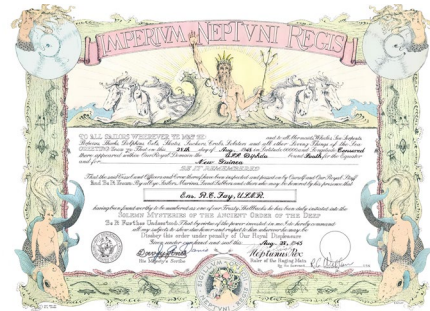 IMPERIVM NEPTVNI REGIS
TO ALL SAILORS WHEREVER YE MAY BE and to all Mermaids, Whales, Sea Serpents
Porpoises, Sharks, Dolphins, Eels, Skates, Suckers, Crabs, Lobsters and all other Living Things of the Sea
GREETING: Know ye: That on this 28th day of Aug. 1943 in Latitude 00000 and Longitude Censored
there appeared within Our Royal Domain the bound South for the Equator
and for New Guinea
BE IT REMEMBERED
That the said Vessel and Officers and Crew thereof have been inspected and passed on by Ourself and Our Royal Staff
And Be It Known: By all ye Sailors, Marines, Land Lubbers and others who may be honored by his presence that
Ens. R.C. Fay, U.S.N.R.
having been found worthy to be numbered as one of our Trusty Shellbacks he has been duly initiated into the
SOLEMN MYSTERIES OF THE ANCIENT ORDER OF THE DEEP
Be It Further Understood: That by virtue of the power invested in me I do hereby command
all my subjects to show due honor and respect to him wherever he may be
Disobey this order under penalty of Our Royal Displeasure
Given under our hand and seal this Aug. 28, 1943
Davey Jones Neptunus Rex
His Majesty's Scribe Ruler of the Raging Main